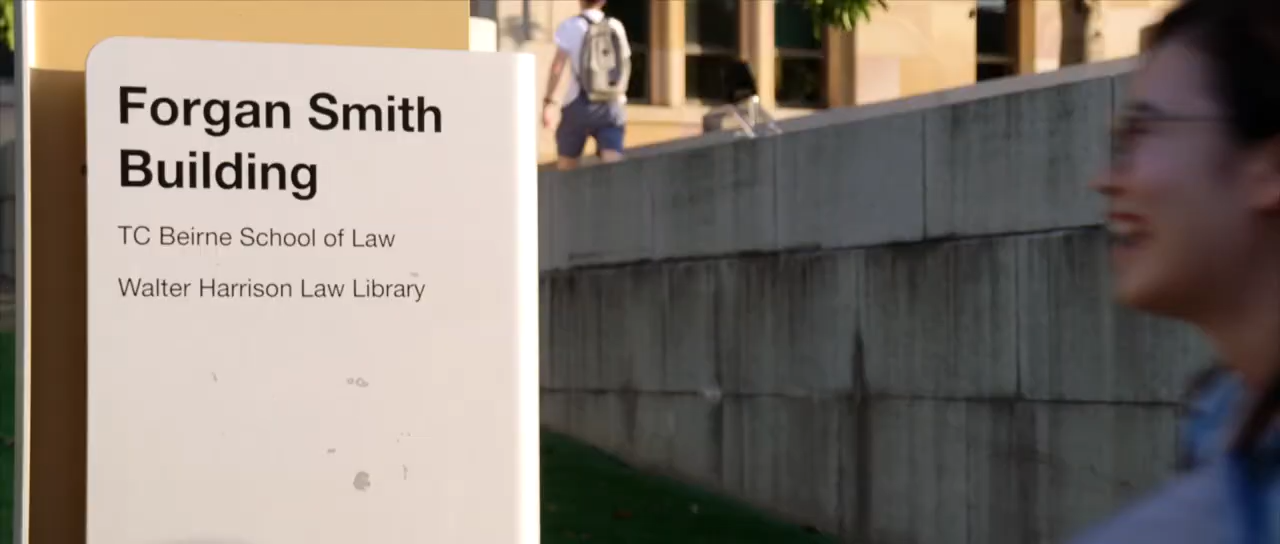 Forgan Smith
Building
TC Beirne School of Law
Walter Harrison Law Library